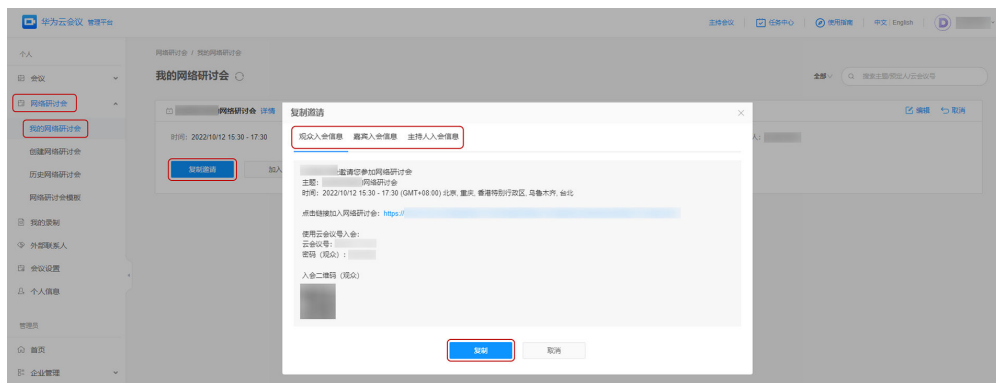 华为云会议 管理平台
主持会议 任务中心 使用指南 中文 English D
个人
会议
网络研讨会
我的网络研讨会
创建网络研讨会
历史网络研讨会
网络研讨会模板
我的录制
外部联系人
会议设置
个人信息
管理员
首页
企业管理
网络研讨会 / 我的网络研讨会
我的网络研讨会
全部 搜索主题/预定人/云会议号
网络研讨会 详情
编辑 取消
时间: 2022/10/12 15:30 - 17:30
人:
复制邀请 加入
复制邀请
观众入会信息 嘉宾入会信息 主持人入会信息
邀请您参加网络研讨会
主题: 网络研讨会
时间: 2022/10/12 15:30 - 17:30 (GMT+08:00) 北京, 重庆, 香港特别行政区, 乌鲁木齐, 台北
点击链接加入网络研讨会: https://
使用云会议号入会:
云会议号:
密码 (观众) :
入会二维码 (观众)
复制 取消